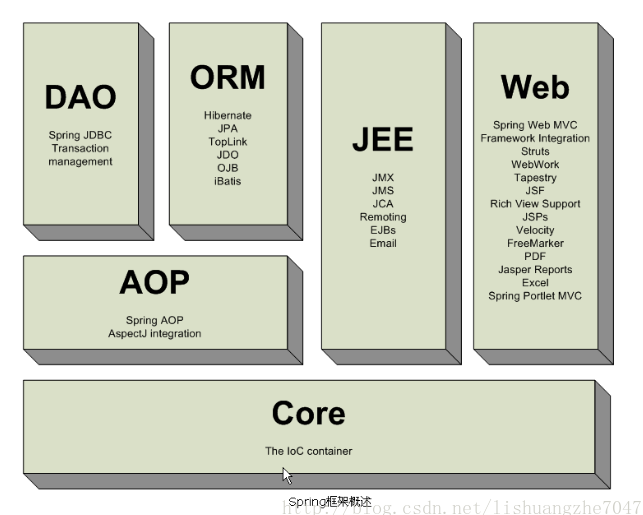 DAO
Spring JDBC
Transaction
management
ORM
Hibernate
JPA
TopLink
JDO
OJB
iBatis
JEE
JMX
JMS
JCA
Remoting
EJBs
Email
Web
Spring Web MVC
Framework Integration
Struts
WebWork
Tapestry
JSF
Rich View Support
JSPs
Velocity
FreeMarker
PDF
Jasper Reports
Excel
Spring Portlet MVC
AOP
Spring AOP
AspectJ integration
Core
The IoC container
Spring框架概述
http://blog.csdn.net/lishuangzhe7047